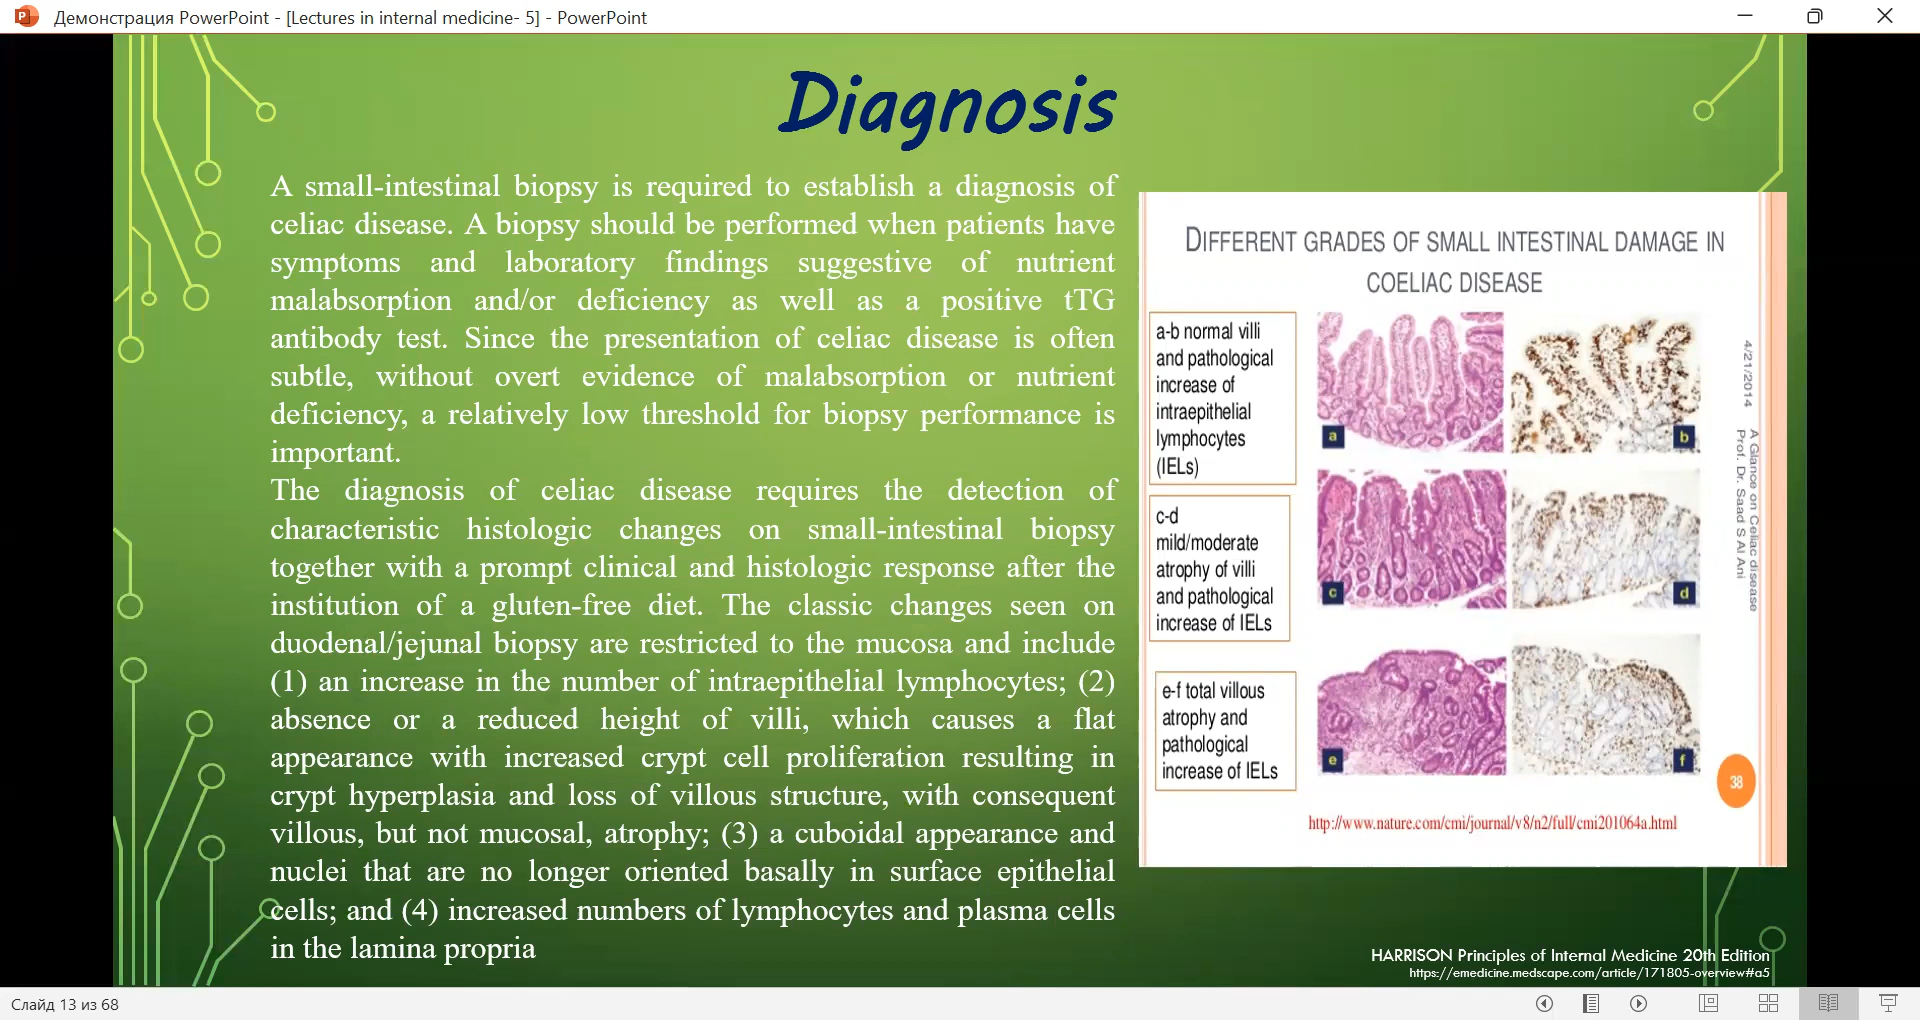 Демонстрация PowerPoint - [Lectures in internal medicine- 5] - PowerPoint
Diagnosis
A small-intestinal biopsy is required to establish a diagnosis of
celiac disease. A biopsy should be performed when patients have
symptoms and laboratory findings suggestive of nutrient
malabsorption and/or deficiency as well as a positive tTG
antibody test. Since the presentation of celiac disease is often
subtle, without overt evidence of malabsorption or nutrient
deficiency, a relatively low threshold for biopsy performance is
important.
The diagnosis of celiac disease requires the detection of
characteristic histologic changes on small-intestinal biopsy
together with a prompt clinical and histologic response after the
institution of a gluten-free diet. The classic changes seen on
duodenal/jejunal biopsy are restricted to the mucosa and include
(1) an increase in the number of intraepithelial lymphocytes; (2)
absence or a reduced height of villi, which causes a flat
appearance with increased crypt cell proliferation resulting in
crypt hyperplasia and loss of villous structure, with consequent
villous, but not mucosal, atrophy; (3) a cuboidal appearance and
nuclei that are no longer oriented basally in surface epithelial
cells; and (4) increased numbers of lymphocytes and plasma cells
in the lamina propria
DIFFERENT GRADES OF SMALL INTESTINAL DAMAGE IN
COELIAC DISEASE
a-b normal villi
and pathological
increase of
intraepithelial
lymphocytes
(IELs)
a
b
c-d
mild/moderate
atrophy of villi
and pathological
increase of IELs
c
d
e-f total villous
atrophy and
pathological
increase of IELs
e
f
4/21/2014
A Glance on Celiac disease
Prof. Dr. Saad S Al Ani
38
http://www.nature.com/cmi/journal/v8/n2/full/cmi201064a.html
HARRISON Principles of Internal Medicine 20th Edition
https://emedicine.medscape.com/article/171805-overview#a5
Слайд 13 из 68